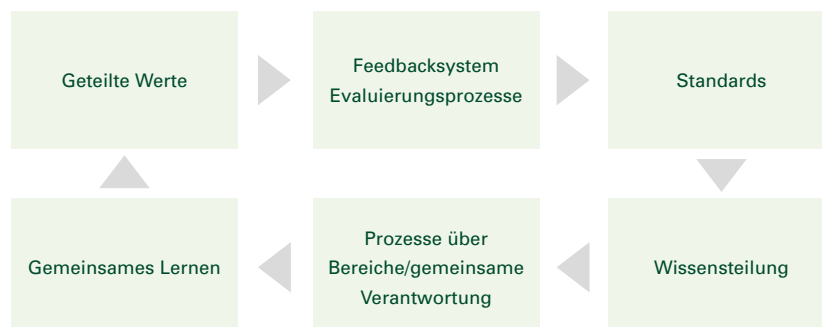 Geteilte Werte
Feedbacksystem
Evaluierungsprozesse
Standards
Gemeinsames Lernen
Prozesse über
Bereiche/gemeinsame
Verantwortung
Wissensteilung